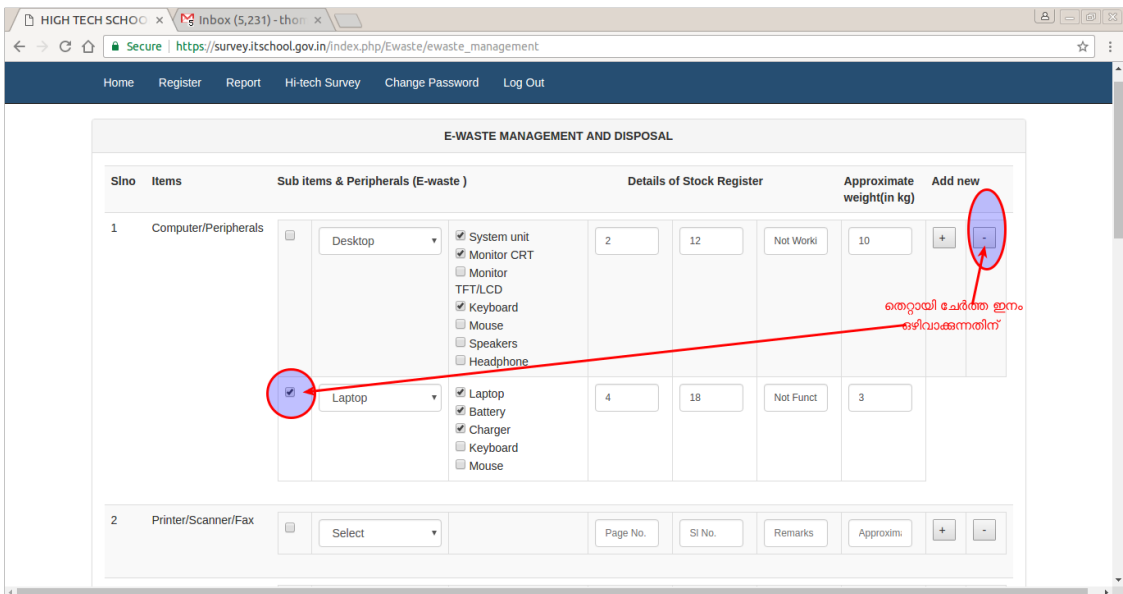 HIGH TECH SCHOO
Inbox (5,231) - thom
Secure | https://survey.itschool.gov.in/index.php/Ewaste/ewaste_management
Home Register Report Hi-tech Survey Change Password Log Out
E-WASTE MANAGEMENT AND DISPOSAL
Slno Items Sub items & Peripherals (E-waste ) Details of Stock Register Approximate weight(in kg) Add new
1 Computer/Peripherals Desktop System unit 2 12 Not Worki 10 + -
Monitor CRT
Monitor
TFT/LCD
Keyboard
Mouse
Speakers
Headphone
തെറ്റായി ചേർത്ത ഇനം
ഒഴിവാക്കുന്നതിന്
Laptop Laptop 4 18 Not Funct 3
Battery
Charger
Keyboard
Mouse
2 Printer/Scanner/Fax Select Page No. Sl No. Remarks Approxima + -